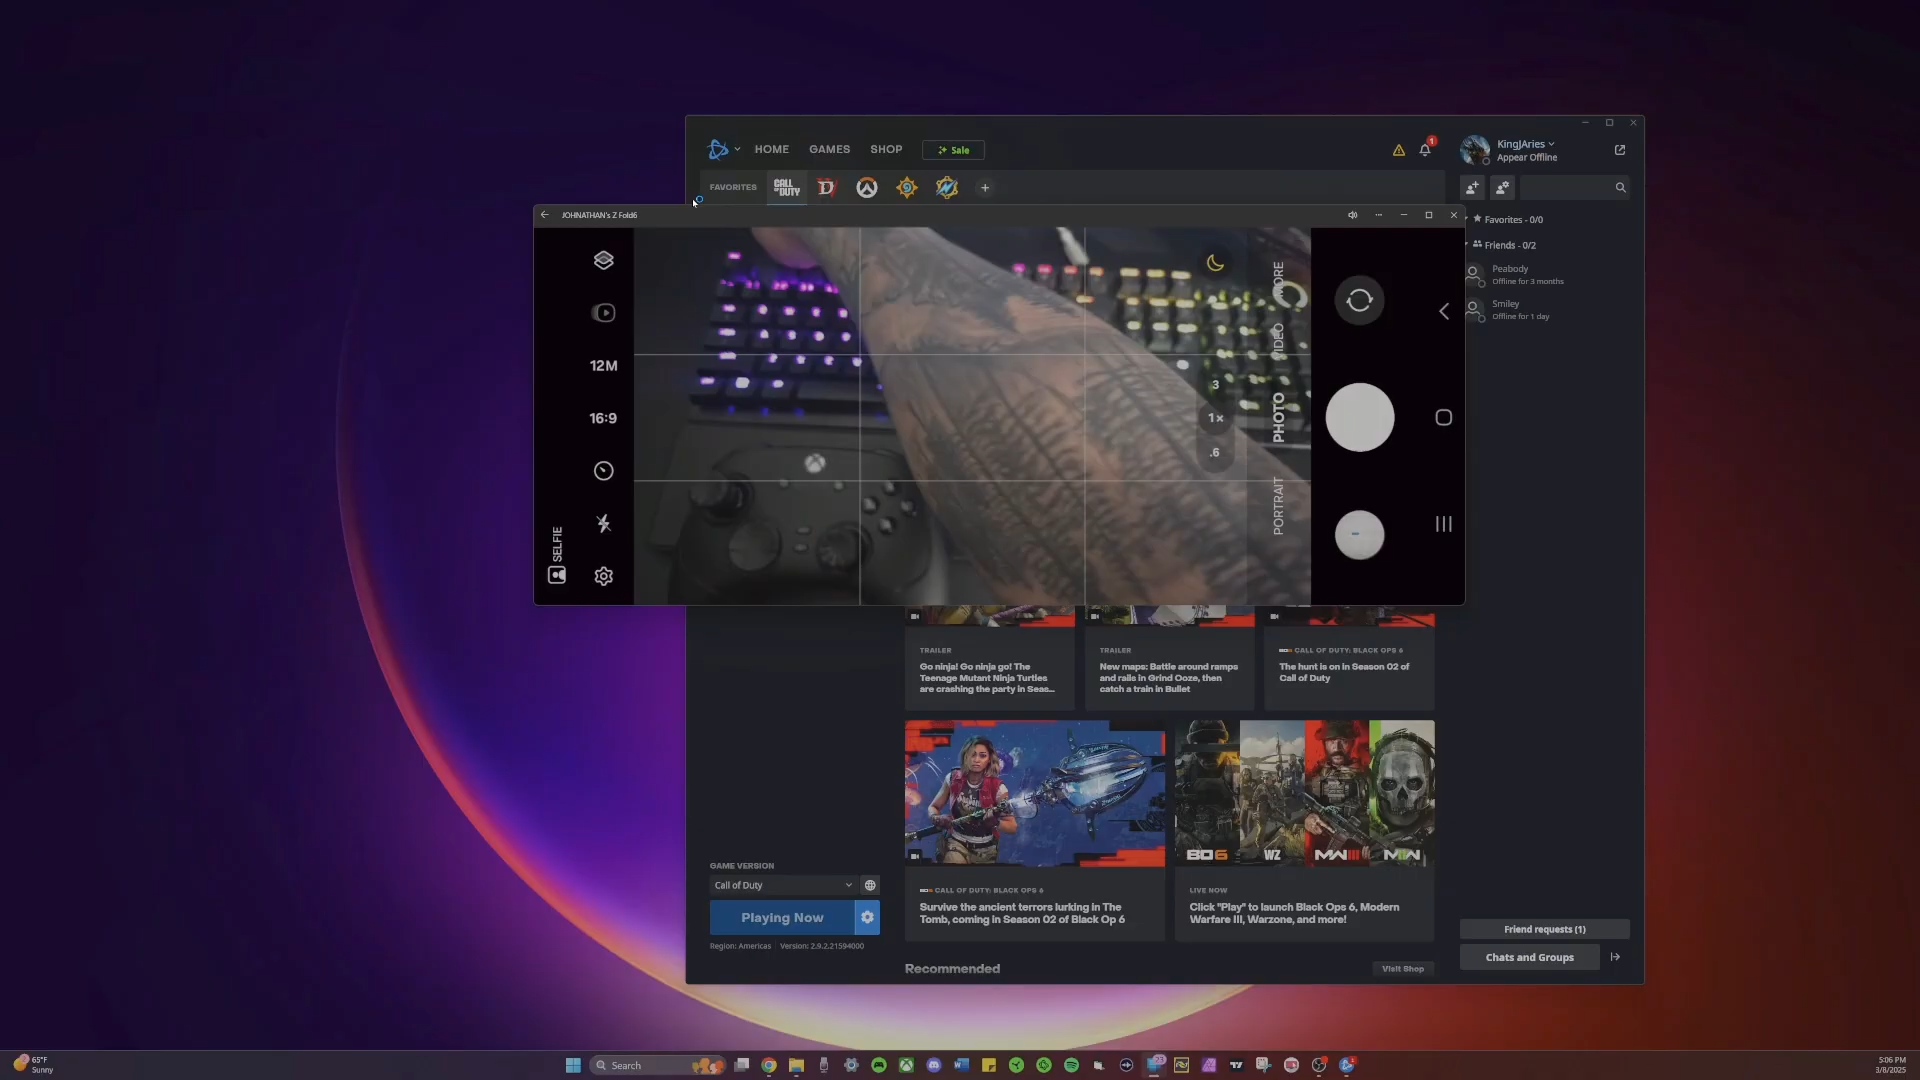 HOME GAMES SHOP Sale
1
KingJAries
Appear Offline
FAVORITES CALL OF DUTY
JOHNATHAN's Z Fold6
Favorites - 0/0
Friends - 0/2
Peabody
Offline for 3 months
Smiley
Offline for 1 day
12M
16:9
SELFIE
3
1×
.6
MORE
VIDEO
PHOTO
PORTRAIT
TRAILER
Go ninja! Go ninja go! The
Teenage Mutant Ninja Turtles
are crashing the party in Seas...
TRAILER
New maps: Battle around ramps
and rails in Grind Ooze, then
catch a train in Bullet
CALL OF DUTY: BLACK OPS 6
The hunt is on in Season 02 of
Call of Duty
BO6 WZ MWIII MWII
GAME VERSION
Call of Duty
Playing Now
Region: Americas Version: 2.9.2.21594000
CALL OF DUTY: BLACK OPS 6
Survive the ancient terrors lurking in The
Tomb, coming in Season 02 of Black Op 6
LIVE NOW
Click "Play" to launch Black Ops 6, Modern
Warfare III, Warzone, and more!
Recommended
Visit Shop
Friend requests (1)
Chats and Groups
65°F
Sunny
Search
5:06 PM
3/8/2025